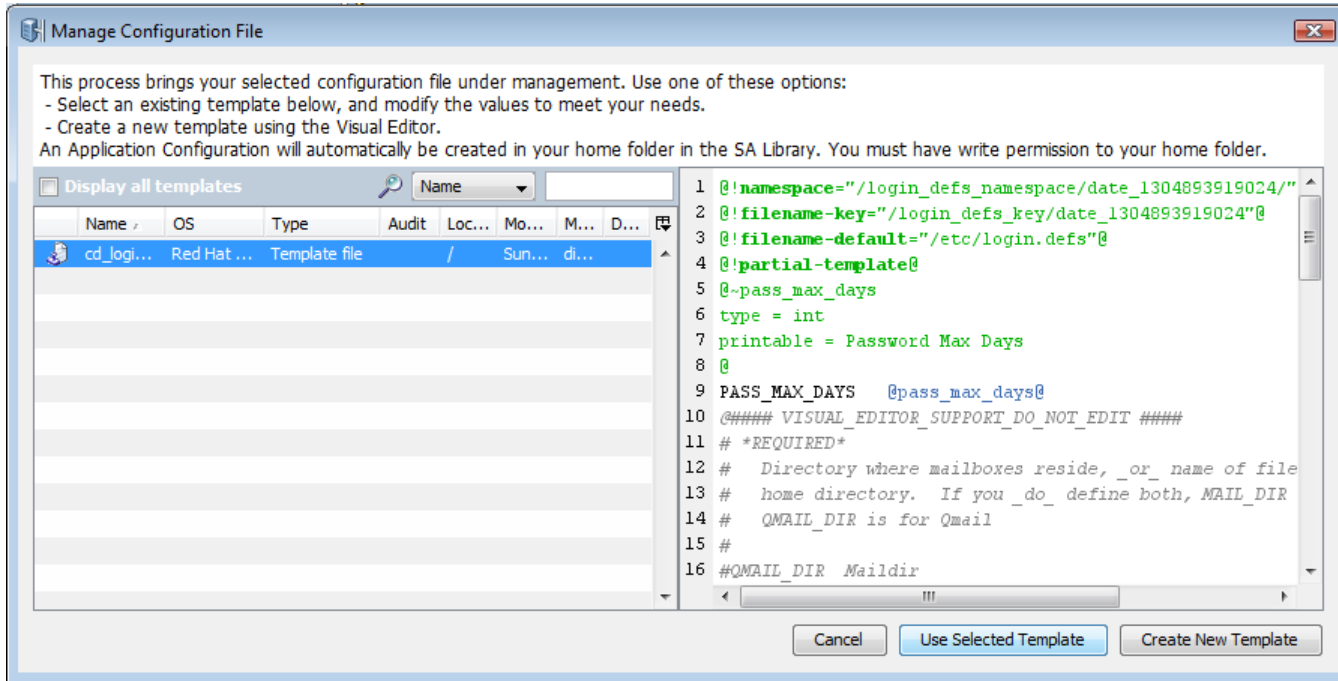 Manage Configuration File
This process brings your selected configuration file under management. Use one of these options:
- Select an existing template below, and modify the values to meet your needs.
- Create a new template using the Visual Editor.
An Application Configuration will automatically be created in your home folder in the SA Library. You must have write permission to your home folder.
Display all templates
Name
Name OS Type Audit Loc... Mo... M... D...
cd_logi... Red Hat ... Template file / Sun... di...
1 @!namespace="/login_defs_namespace/date_1304893919024/"
2 @!filename-key="/login_defs_key/date_1304893919024"@
3 @!filename-default="/etc/login.defs"@
4 @!partial-template@
5 @~pass_max_days
6 type = int
7 printable = Password Max Days
8 @
9 PASS_MAX_DAYS @pass_max_days@
10 @#### VISUAL_EDITOR_SUPPORT_DO_NOT_EDIT ####
11 # *REQUIRED*
12 # Directory where mailboxes reside, _or_ name of file
13 # home directory. If you _do_ define both, MAIL_DIR
14 # QMAIL_DIR is for Qmail
15 #
16 #QMAIL_DIR Maildir
Cancel Use Selected Template Create New Template